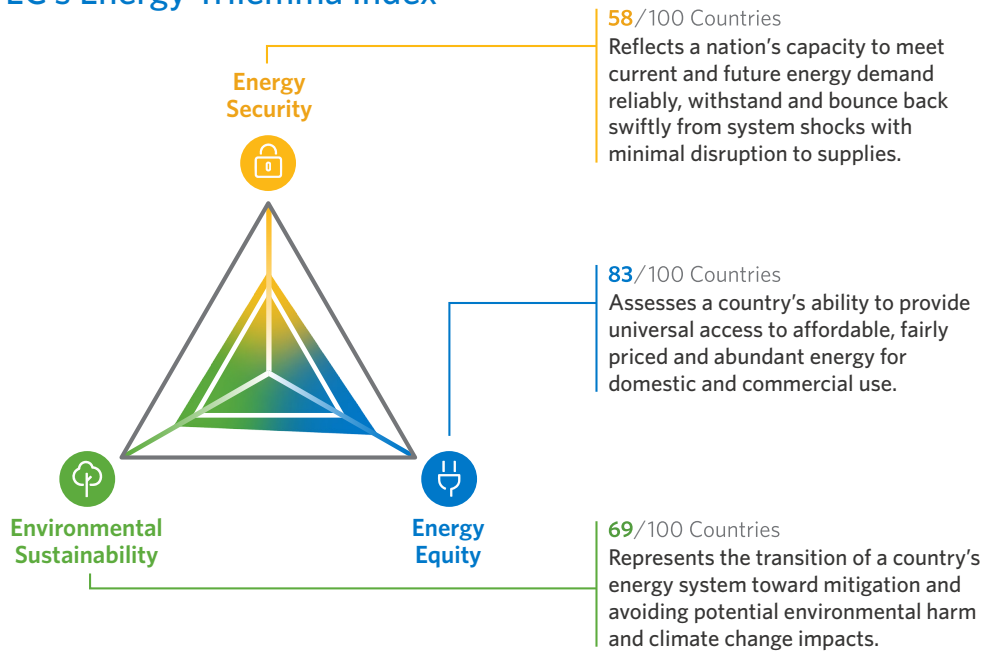 Energy Trilemma Index
58/100 Countries
Reflects a nation's capacity to meet
current and future energy demand
reliably, withstand and bounce back
swiftly from system shocks with
minimal disruption to supplies.
Energy
Security
83/100 Countries
Assesses a country's ability to provide
universal access to affordable, fairly
priced and abundant energy for
domestic and commercial use.
Environmental
Sustainability
Energy
Equity
69/100 Countries
Represents the transition of a country's
energy system toward mitigation and
avoiding potential environmental harm
and climate change impacts.